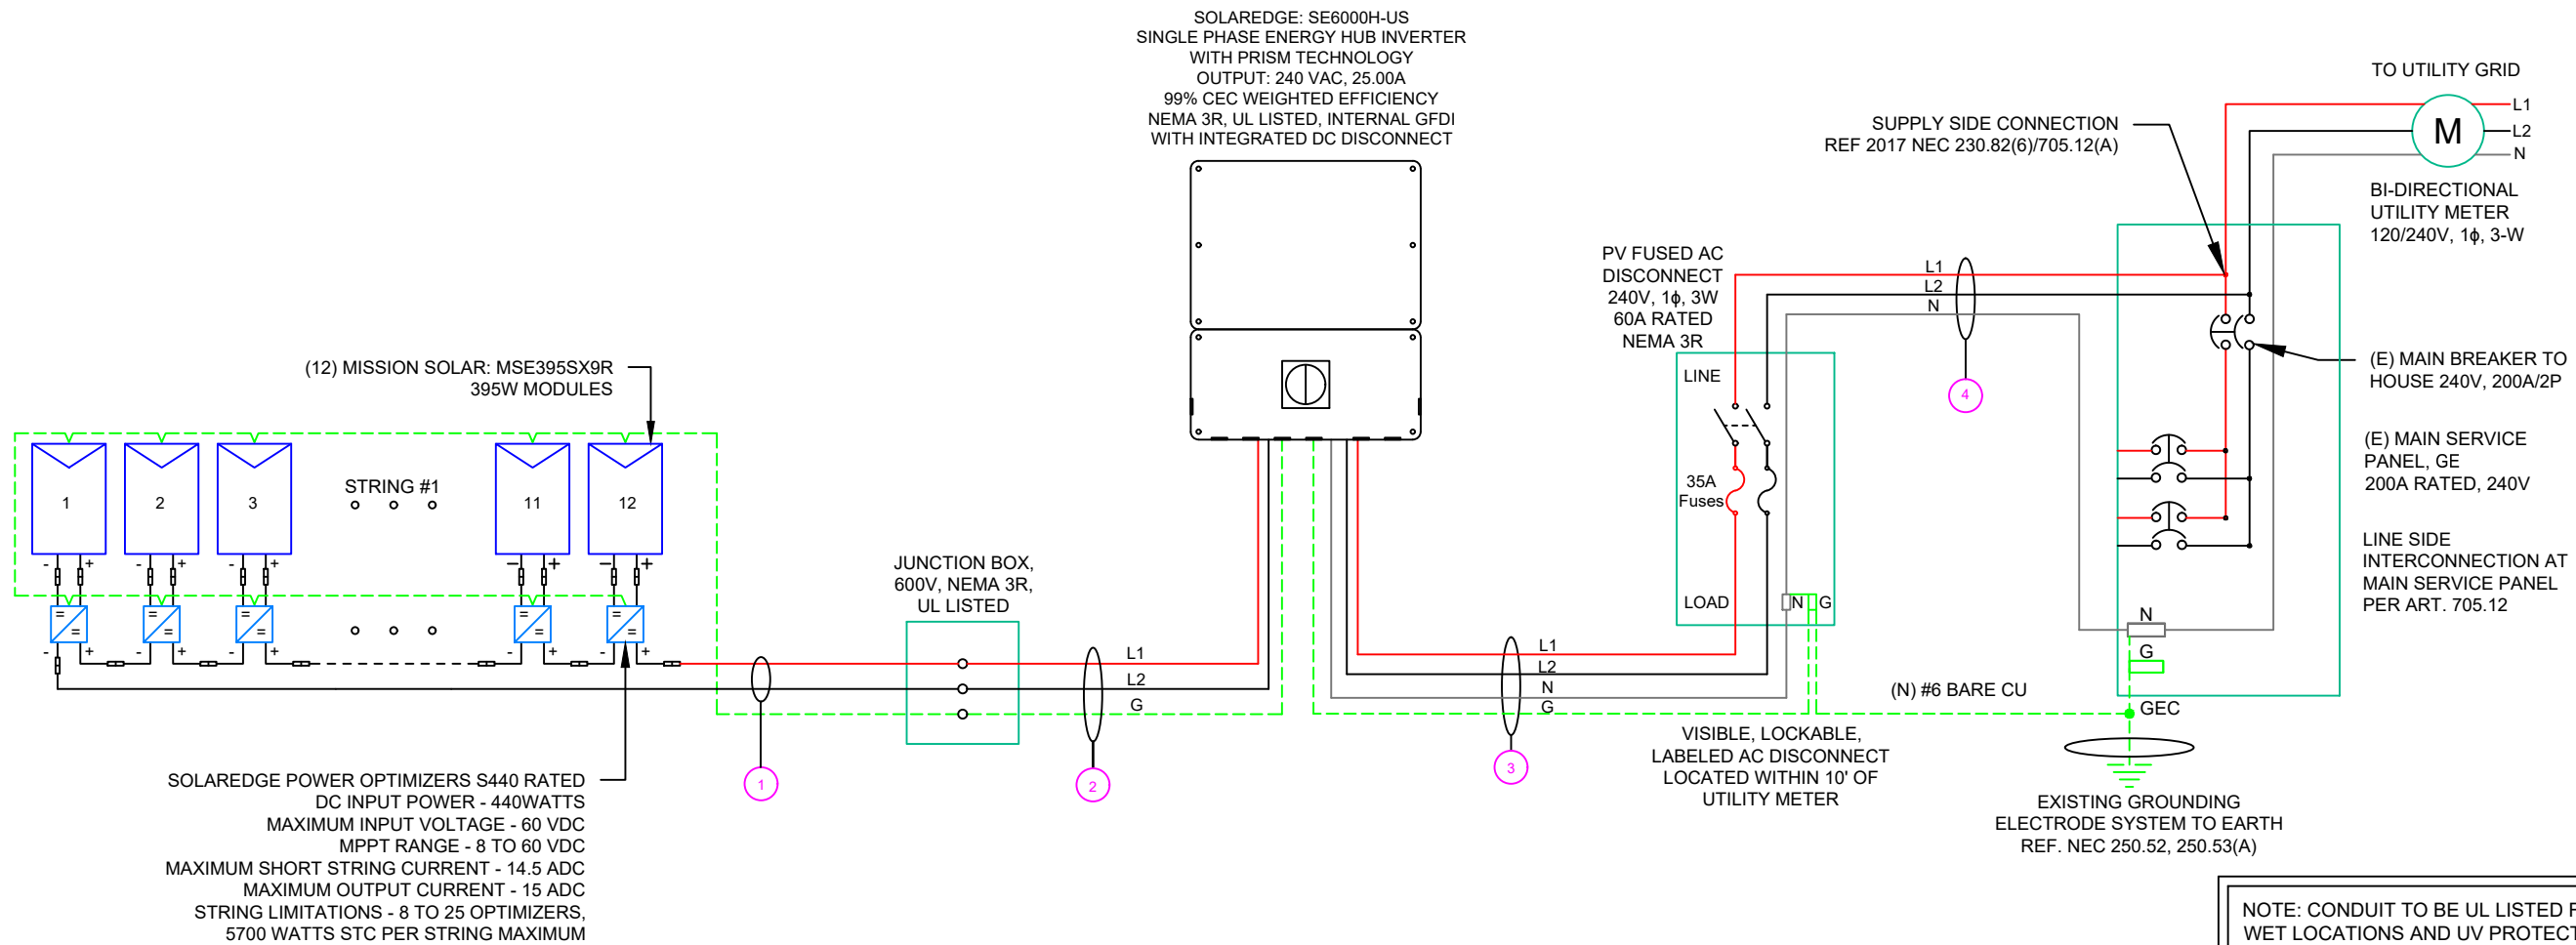 SOLAREDGE: SE6000H-US
SINGLE PHASE ENERGY HUB INVERTER
WITH PRISM TECHNOLOGY
OUTPUT: 240 VAC, 25.00A
99% CEC WEIGHTED EFFICIENCY
NEMA 3R, UL LISTED, INTERNAL GFDI
WITH INTEGRATED DC DISCONNECT
TO UTILITY GRID
L1
L2
N
M
SUPPLY SIDE CONNECTION
REF 2017 NEC 230.82(6)/705.12(A)
BI-DIRECTIONAL
UTILITY METER
120/240V, 1ϕ, 3-W
PV FUSED AC
DISCONNECT
240V, 1ϕ, 3W
60A RATED
NEMA 3R
L1
L2
N
4
LINE
35A
Fuses
LOAD
N
G
(E) MAIN BREAKER TO
HOUSE 240V, 200A/2P
(E) MAIN SERVICE
PANEL, GE
200A RATED, 240V
LINE SIDE
INTERCONNECTION AT
MAIN SERVICE PANEL
PER ART. 705.12
N
G
GEC
(12) MISSION SOLAR: MSE395SX9R
395W MODULES
1
2
3
STRING #1
11
12
- +
- +
- +
- +
- +
= =
= =
= =
= =
= =
- +
- +
- +
- +
- +
JUNCTION BOX,
600V, NEMA 3R,
UL LISTED
L1
L2
G
1
2
L1
L2
N
G
3
(N) #6 BARE CU
VISIBLE, LOCKABLE,
LABELED AC DISCONNECT
LOCATED WITHIN 10' OF
UTILITY METER
EXISTING GROUNDING
ELECTRODE SYSTEM TO EARTH
REF. NEC 250.52, 250.53(A)
SOLAREDGE POWER OPTIMIZERS S440 RATED
DC INPUT POWER - 440WATTS
MAXIMUM INPUT VOLTAGE - 60 VDC
MPPT RANGE - 8 TO 60 VDC
MAXIMUM SHORT STRING CURRENT - 14.5 ADC
MAXIMUM OUTPUT CURRENT - 15 ADC
STRING LIMITATIONS - 8 TO 25 OPTIMIZERS,
5700 WATTS STC PER STRING MAXIMUM
NOTE: CONDUIT TO BE UL LISTED
WET LOCATIONS AND UV PROTECT